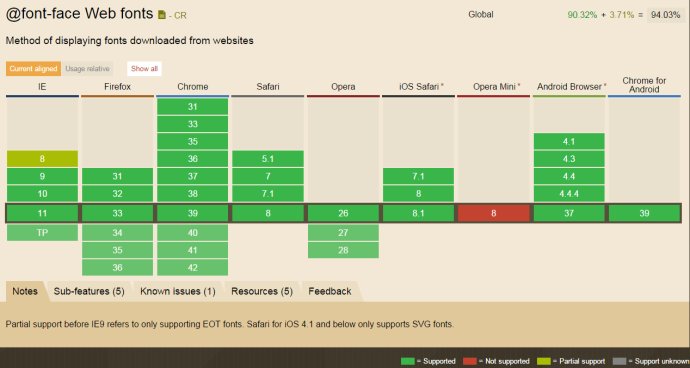 @font-face Web fonts - CR
Global 90.32% + 3.71% = 94.03%
Method of displaying fonts downloaded from websites
Current aligned Usage relative Show all
IE Firefox Chrome Safari Opera iOS Safari * Opera Mini * Android Browser * Chrome for Android
31
33
35 4.1
8 36 5.1 4.3
9 31 37 7 7.1 4.4
10 32 38 7.1 8 4.4.4
11 33 39 8 26 8.1 8 37 39
TP 34 40 27
35 41 28
36 42
Notes Sub-features (5) Known issues (1) Resources (5) Feedback
Partial support before IE9 refers to only supporting EOT fonts. Safari for iOS 4.1 and below only supports SVG fonts.
= Supported = Not supported = Partial support = Support unknown